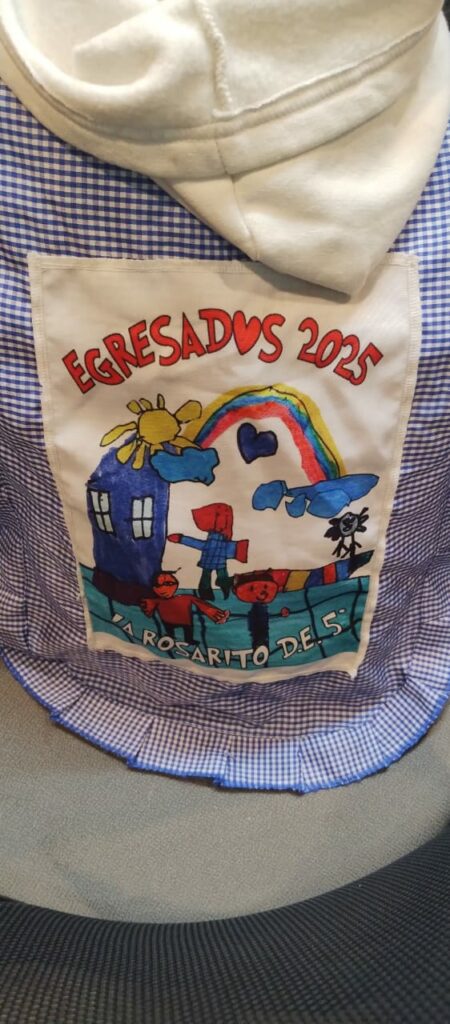 EGRESADOS 2025
"A ROSARITO D.E. 5"